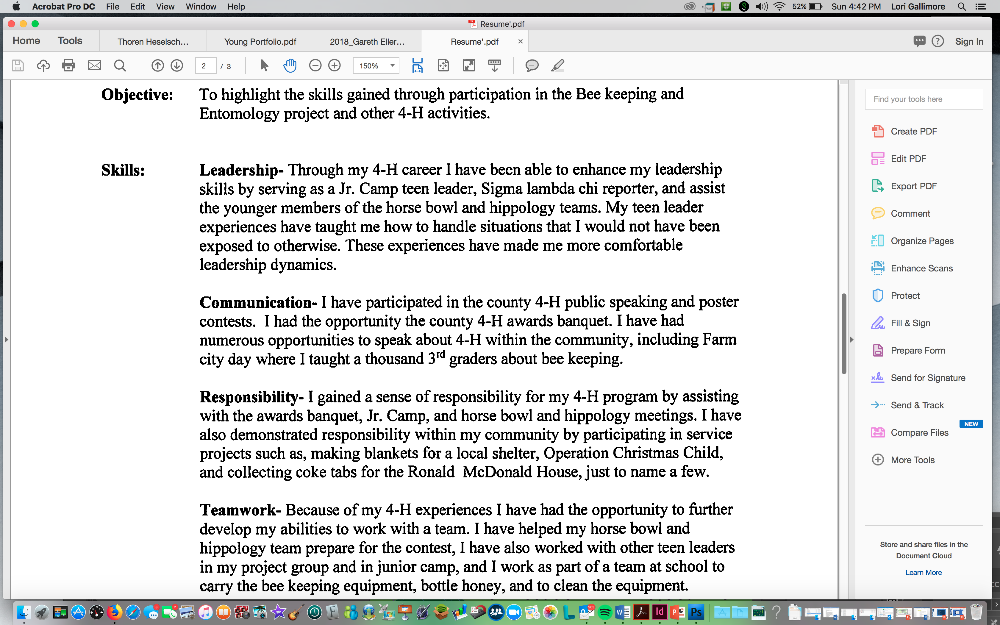 Acrobat Pro DC File Edit View Window Help 52% Sun 4:42 PM Lori Gallimore
Resume'.pdf
Home Tools Thoren Heselsch... Young Portfolio.pdf 2018_Gareth Eller... Resume'.pdf × ? Sign In
2 / 3 150%
Objective: To highlight the skills gained through participation in the Bee keeping and
Entomology project and other 4-H activities.
Skills: Leadership- Through my 4-H career I have been able to enhance my leadership
skills by serving as a Jr. Camp teen leader, Sigma lambda chi reporter, and assist
the younger members of the horse bowl and hippology teams. My teen leader
experiences have taught me how to handle situations that I would not have been
exposed to otherwise. These experiences have made me more comfortable
leadership dynamics.
Communication- I have participated in the county 4-H public speaking and poster
contests.  I had the opportunity the county 4-H awards banquet. I have had
numerous opportunities to speak about 4-H within the community, including Farm
city day where I taught a thousand 3rd graders about bee keeping.
Responsibility- I gained a sense of responsibility for my 4-H program by assisting
with the awards banquet, Jr. Camp, and horse bowl and hippology meetings. I have
also demonstrated responsibility within my community by participating in service
projects such as, making blankets for a local shelter, Operation Christmas Child,
and collecting coke tabs for the Ronald  McDonald House, just to name a few.
Teamwork- Because of my 4-H experiences I have had the opportunity to further
develop my abilities to work with a team. I have helped my horse bowl and
hippology team prepare for the contest, I have also worked with other teen leaders
in my project group and in junior camp, and I work as part of a team at school to
carry the bee keeping equipment, bottle honey, and to clean the equipment.
Find your tools here
Create PDF
Edit PDF
Export PDF
Comment
Organize Pages
Enhance Scans
Protect
Fill & Sign
Prepare Form
Send for Signature
Send & Track
NEW
Compare Files
More Tools
Store and share files in the
Document Cloud
Learn More
8 2 903 W Id P Ps